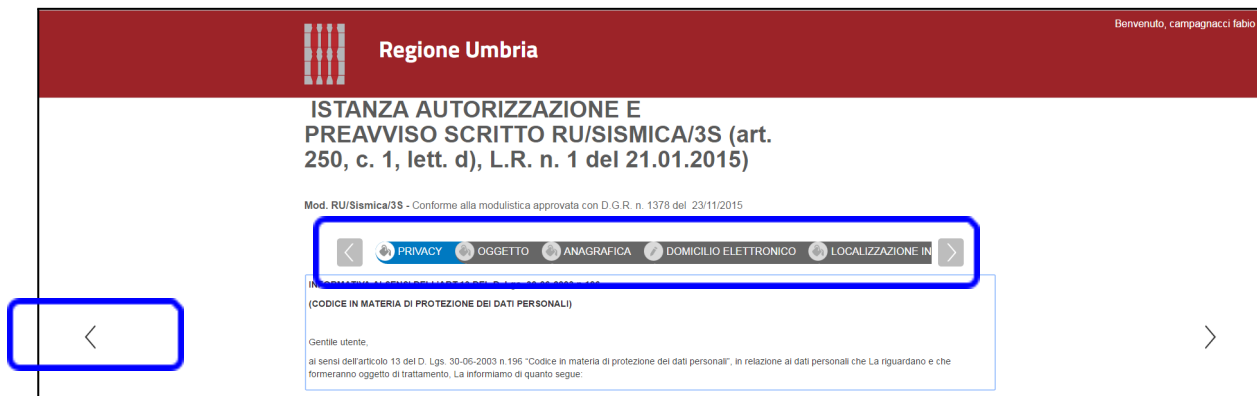 Benvenuto, campagnacci fabio
Regione Umbria
ISTANZA AUTORIZZAZIONE E
PREAVVISO SCRITTO RU/SISMICA/3S (art.
250, c. 1, lett. d), L.R. n. 1 del 21.01.2015)
Mod. RU/Sismica/3S - Conforme alla modulistica approvata con D.G.R. n. 1378 del 23/11/2015
PRIVACY OGGETTO ANAGRAFICA DOMICILIO ELETTRONICO LOCALIZZAZIONE IN
(CODICE IN MATERIA DI PROTEZIONE DEI DATI PERSONALI)
Gentile utente,
ai sensi dell'articolo 13 del D. Lgs. 30-06-2003 n.196 "Codice in materia di protezione dei dati personali", in relazione ai dati personali che La riguardano e che
formeranno oggetto di trattamento, La informiamo di quanto segue: